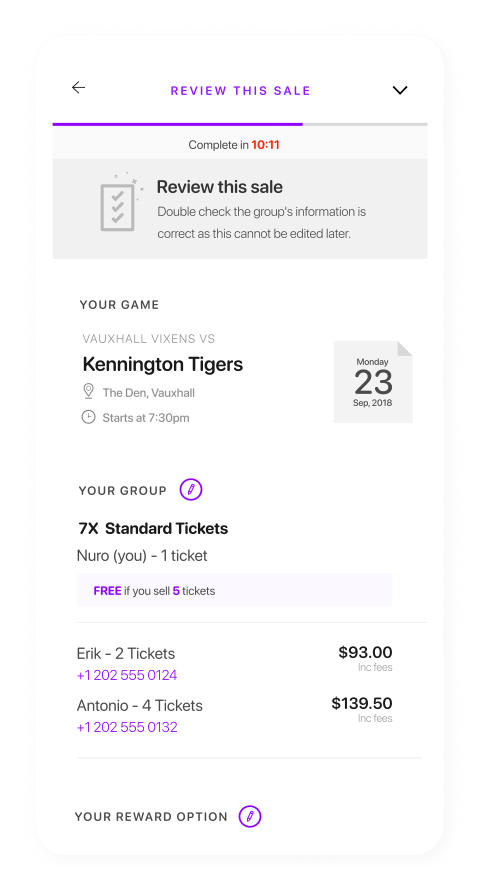 REVIEW THIS SALE
Complete in 10:11
Review this sale
Double check the group's information is
correct as this cannot be edited later.
YOUR GAME
VAUXHALL VIXENS VS
Kennington Tigers
The Den, Vauxhall
Starts at 7:30pm
Monday
23
Sep, 2018
YOUR GROUP
7X Standard Tickets
Nuro (you) - 1 ticket
FREE if you sell 5 tickets
Erik - 2 Tickets
$93.00
Inc fees
+1 202 555 0124
Antonio - 4 Tickets
$139.50
Inc fees
+1 202 555 0132
YOUR REWARD OPTION